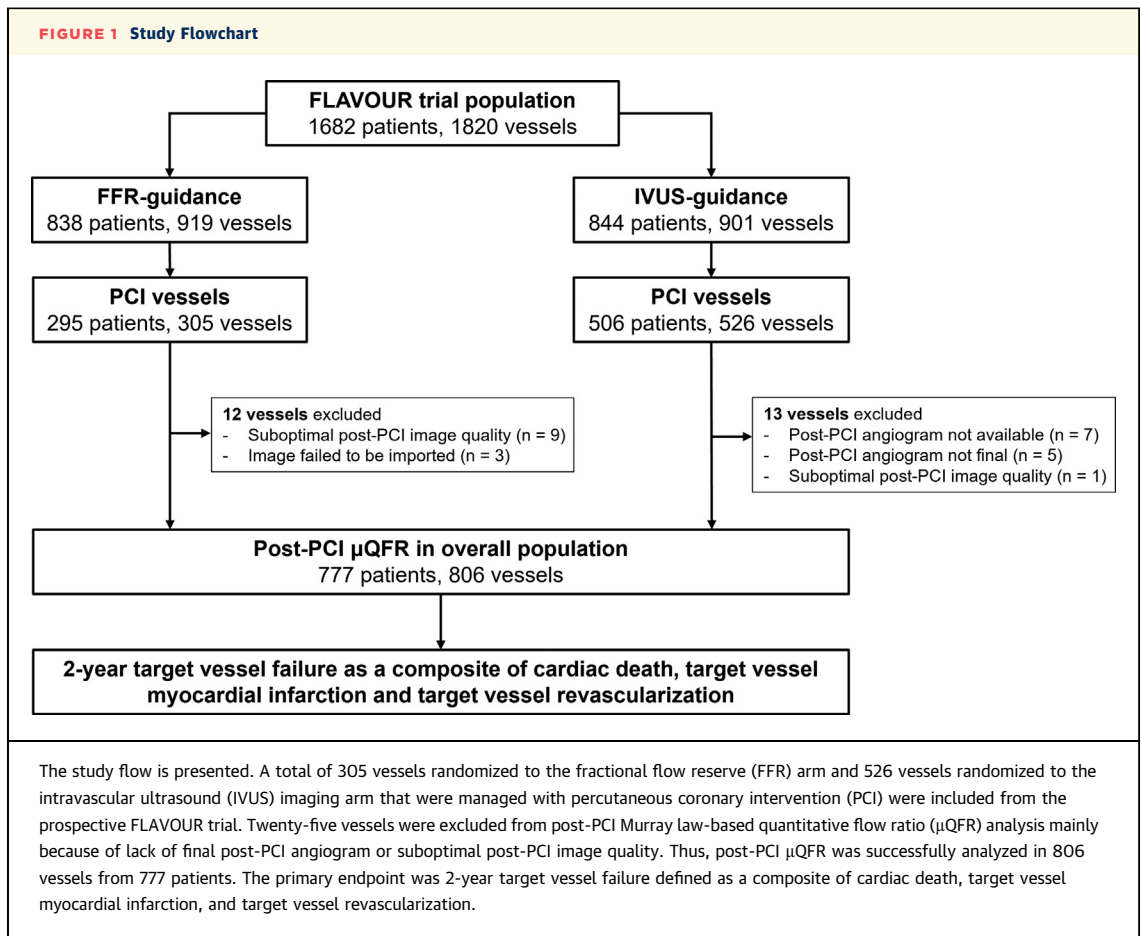 FIGURE 1 Study Flowchart
FLAVOUR trial population
1682 patients, 1820 vessels
FFR-guidance
838 patients, 919 vessels
IVUS-guidance
844 patients, 901 vessels
PCI vessels
295 patients, 305 vessels
PCI vessels
506 patients, 526 vessels
12 vessels excluded
- Suboptimal post-PCI image quality (n = 9)
- Image failed to be imported (n = 3)
13 vessels excluded
- Post-PCI angiogram not available (n = 7)
- Post-PCI angiogram not final (n = 5)
- Suboptimal post-PCI image quality (n = 1)
Post-PCI µQFR in overall population
777 patients, 806 vessels
2-year target vessel failure as a composite of cardiac death, target vessel
myocardial infarction and target vessel revascularization
The study flow is presented. A total of 305 vessels randomized to the fractional flow reserve (FFR) arm and 526 vessels randomized to the
intravascular ultrasound (IVUS) imaging arm that were managed with percutaneous coronary intervention (PCI) were included from the
prospective FLAVOUR trial. Twenty-five vessels were excluded from post-PCI Murray law-based quantitative flow ratio (µQFR) analysis mainly
because of lack of final post-PCI angiogram or suboptimal post-PCI image quality. Thus, post-PCI µQFR was successfully analyzed in 806
vessels from 777 patients. The primary endpoint was 2-year target vessel failure defined as a composite of cardiac death, target vessel
myocardial infarction, and target vessel revascularization.